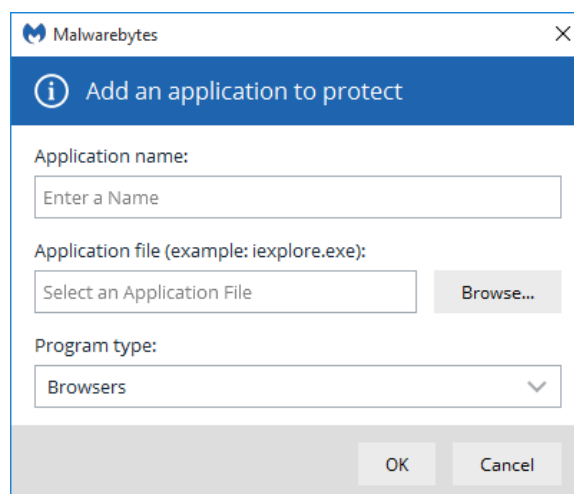 Malwarebytes
Add an application to protect
Application name:
Enter a Name
Application file (example: iexplore.exe):
Select an Application File
Browse...
Program type:
Browsers
OK
Cancel